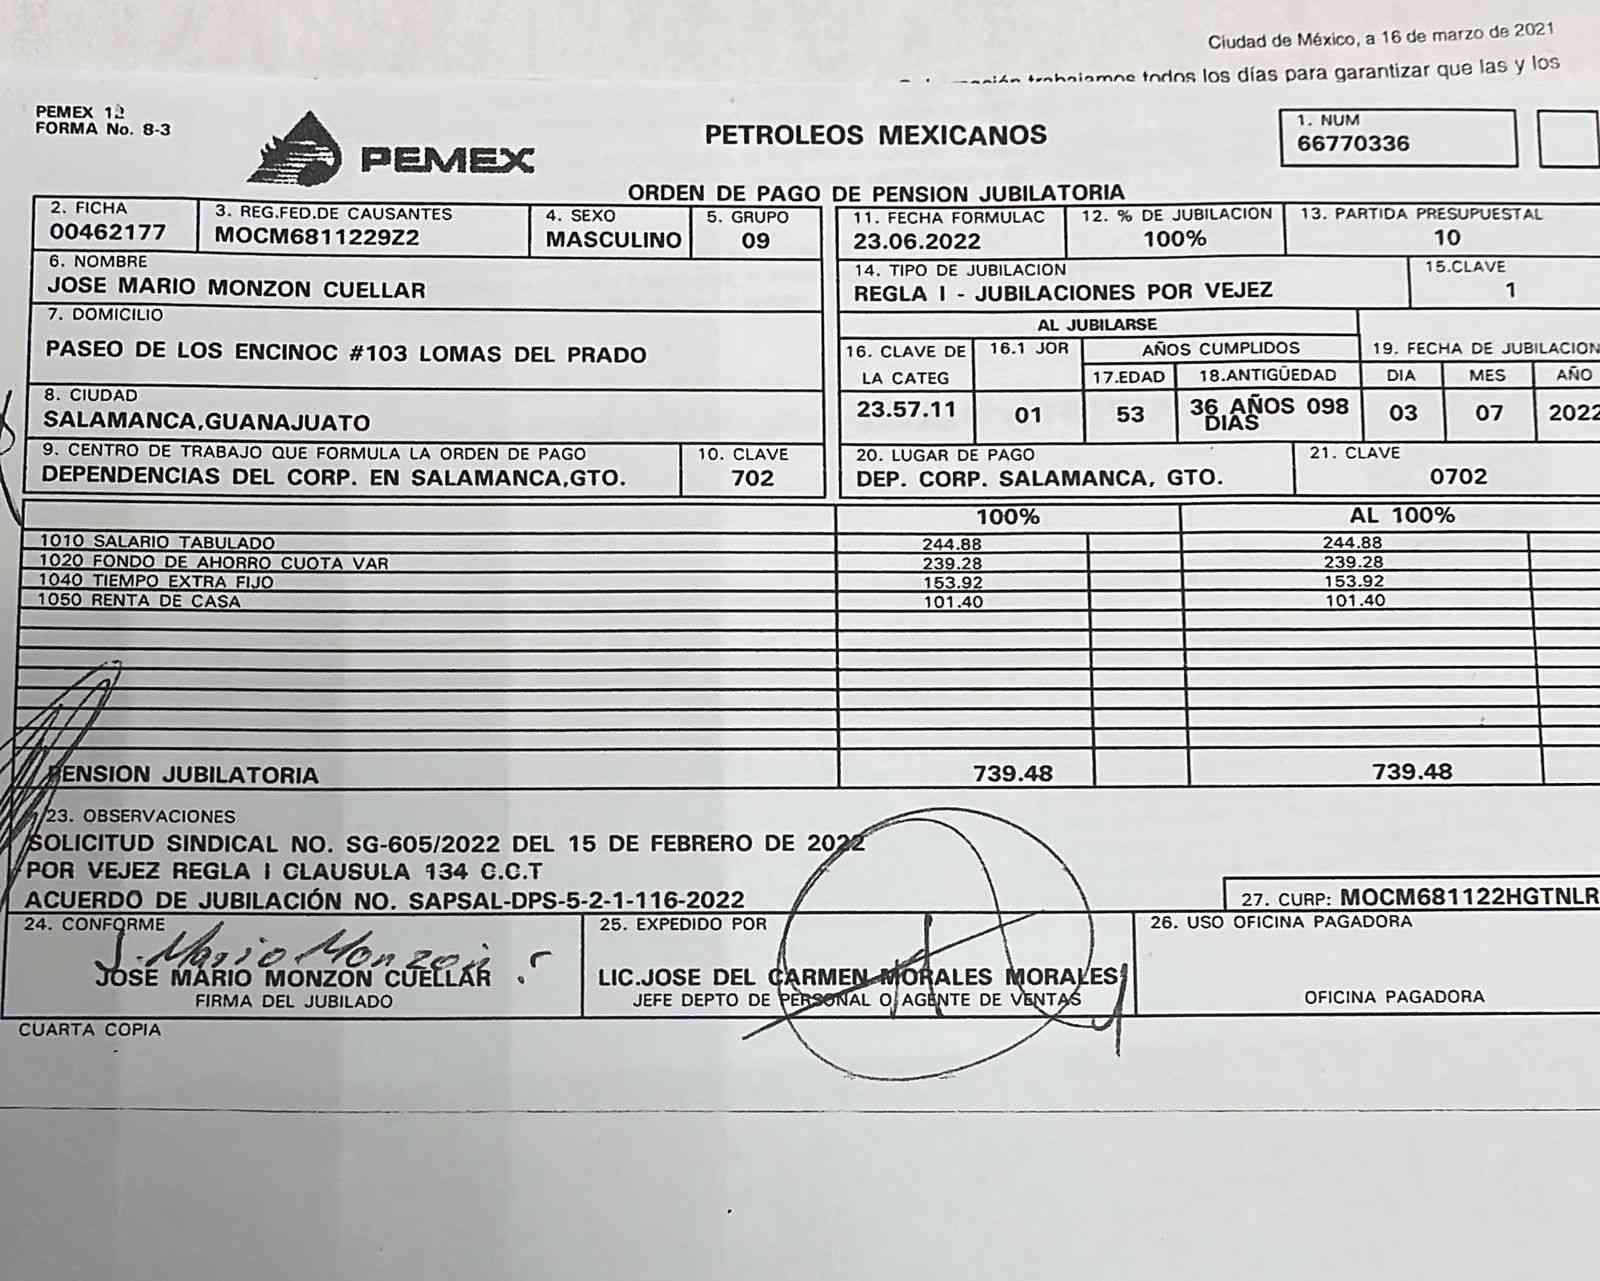 Ciudad de México, a 16 de marzo de 2021
trabajamos todos los días para garantizar que las y los
PEMEX 12
FORMA No. 8-3
PEMEX
PETROLEOS MEXICANOS
1. NUM
66770336
ORDEN DE PAGO DE PENSION JUBILATORIA
2. FICHA
00462177
3. REG.FED.DE CAUSANTES
MOCM6811229Z2
4. SEXO
MASCULINO
5. GRUPO
09
11. FECHA FORMULAC
23.06.2022
12. % DE JUBILACION
100%
13. PARTIDA PRESUPUESTAL
10
6. NOMBRE
JOSE MARIO MONZON CUELLAR
14. TIPO DE JUBILACION
REGLA I - JUBILACIONES POR VEJEZ
15.CLAVE
1
7. DOMICILIO
PASEO DE LOS ENCINOC #103 LOMAS DEL PRADO
AL JUBILARSE
16. CLAVE DE
LA CATEG
16.1 JOR
AÑOS CUMPLIDOS
17.EDAD
18.ANTIGÜEDAD
19. FECHA DE JUBILACION
DIA
MES
AÑO
8. CIUDAD
SALAMANCA,GUANAJUATO
23.57.11
01
53
36 AÑOS 098
DIAS
03
07
2022
9. CENTRO DE TRABAJO QUE FORMULA LA ORDEN DE PAGO
DEPENDENCIAS DEL CORP. EN SALAMANCA,GTO.
10. CLAVE
702
20. LUGAR DE PAGO
DEP. CORP. SALAMANCA, GTO.
21. CLAVE
0702
100%
AL 100%
1010 SALARIO TABULADO 244.88 244.88
1020 FONDO DE AHORRO CUOTA VAR 239.28 239.28
1040 TIEMPO EXTRA FIJO 153.92 153.92
1050 RENTA DE CASA 101.40 101.40
PENSION JUBILATORIA 739.48 739.48
23. OBSERVACIONES
SOLICITUD SINDICAL NO. SG-605/2022 DEL 15 DE FEBRERO DE 2022
POR VEJEZ REGLA I CLAUSULA 134 C.C.T
ACUERDO DE JUBILACIÓN NO. SAPSAL-DPS-5-2-1-116-2022
27. CURP: MOCM681122HGTNLR
24. CONFORME
J. Mario Monzon C
JOSE MARIO MONZON CUELLAR
FIRMA DEL JUBILADO
25. EXPEDIDO POR
LIC.JOSE DEL CARMEN MORALES MORALES
JEFE DEPTO DE PERSONAL O AGENTE DE VENTAS
26. USO OFICINA PAGADORA
OFICINA PAGADORA
CUARTA COPIA